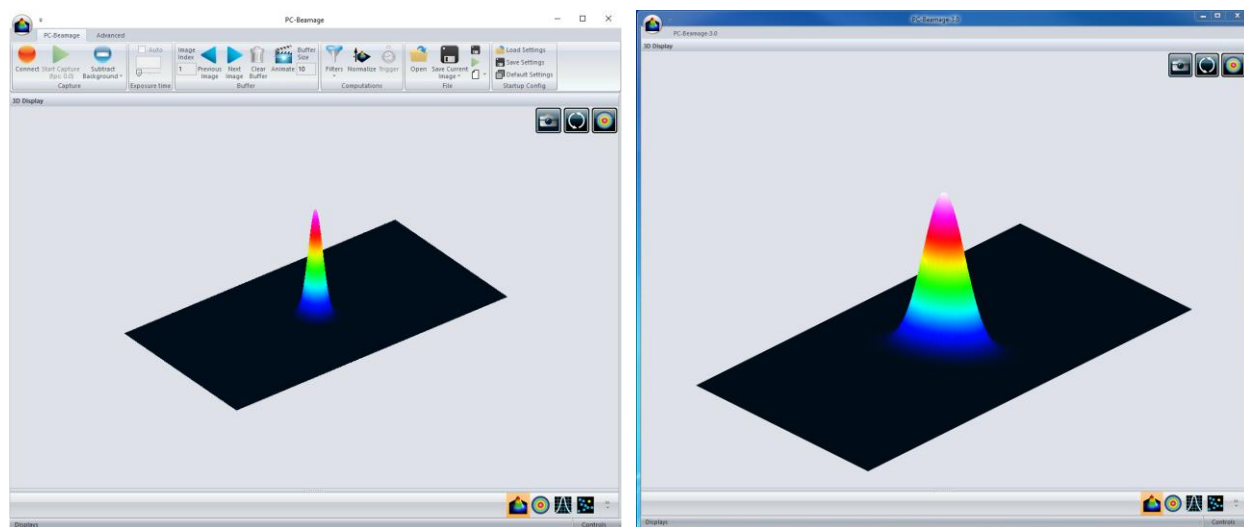 PC-Beamage
PC-Beamage Advanced
Connect Start Capture Subtract
(fps: 0.0) Background
Capture
Auto
Exposure time
Image Index 1 Previous Image Next Image Clear Buffer Animate Buffer Size 10
Buffer
Filters Normalize Trigger
Computations
Open Save Current Image
File
Load Settings
Save Settings
Default Settings
Startup Config
3D Display
Displays Controls
PC-Beamage-3.0
PC-Beamage-3.0
3D Display
Displays Controls